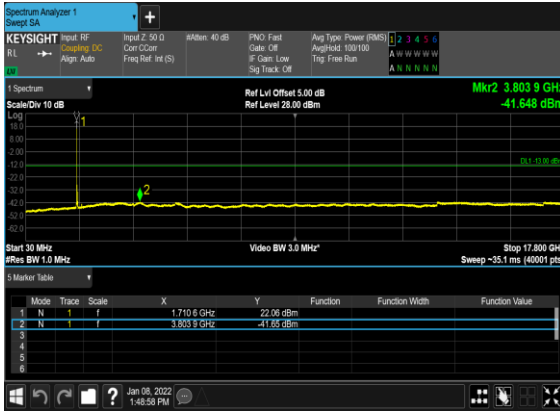 Spectrum Analyzer 1
Swept SA
+
KEYSIGHT Input: RF Input Z: 50 Ω #Atten: 40 dB PNO: Fast Avg Type: Power (RMS) 1 2 3 4 5 6
RL Coupling: DC Corr CCorr Gate: Off Avg|Hold: 100/100 A W W W W W
Align: Auto Freq Ref: Int (S) IF Gain: Low Trig: Free Run
Sig Track: Off A N N N N N
1 Spectrum
Ref Lvl Offset 5.00 dB Mkr2 3.803 9 GHz
Scale/Div 10 dB Ref Level 28.00 dBm -41.648 dBm
Log
18.0
8.00
-2.00
-12.0 DL1 -13.00 dBm
-22.0
-32.0
-42.0
-52.0
-62.0
1
2
Start 30 MHz Video BW 3.0 MHz* Stop 17.800 GHz
#Res BW 1.0 MHz Sweep ~35.1 ms (40001 pts)
5 Marker Table
Mode Trace Scale X Y Function Function Width Function Value
1 N 1 f 1.710 6 GHz 22.06 dBm
2 N 1 f 3.803 9 GHz -41.65 dBm
3
4
5
6
?
Jan 08, 2022
1:48:58 PM